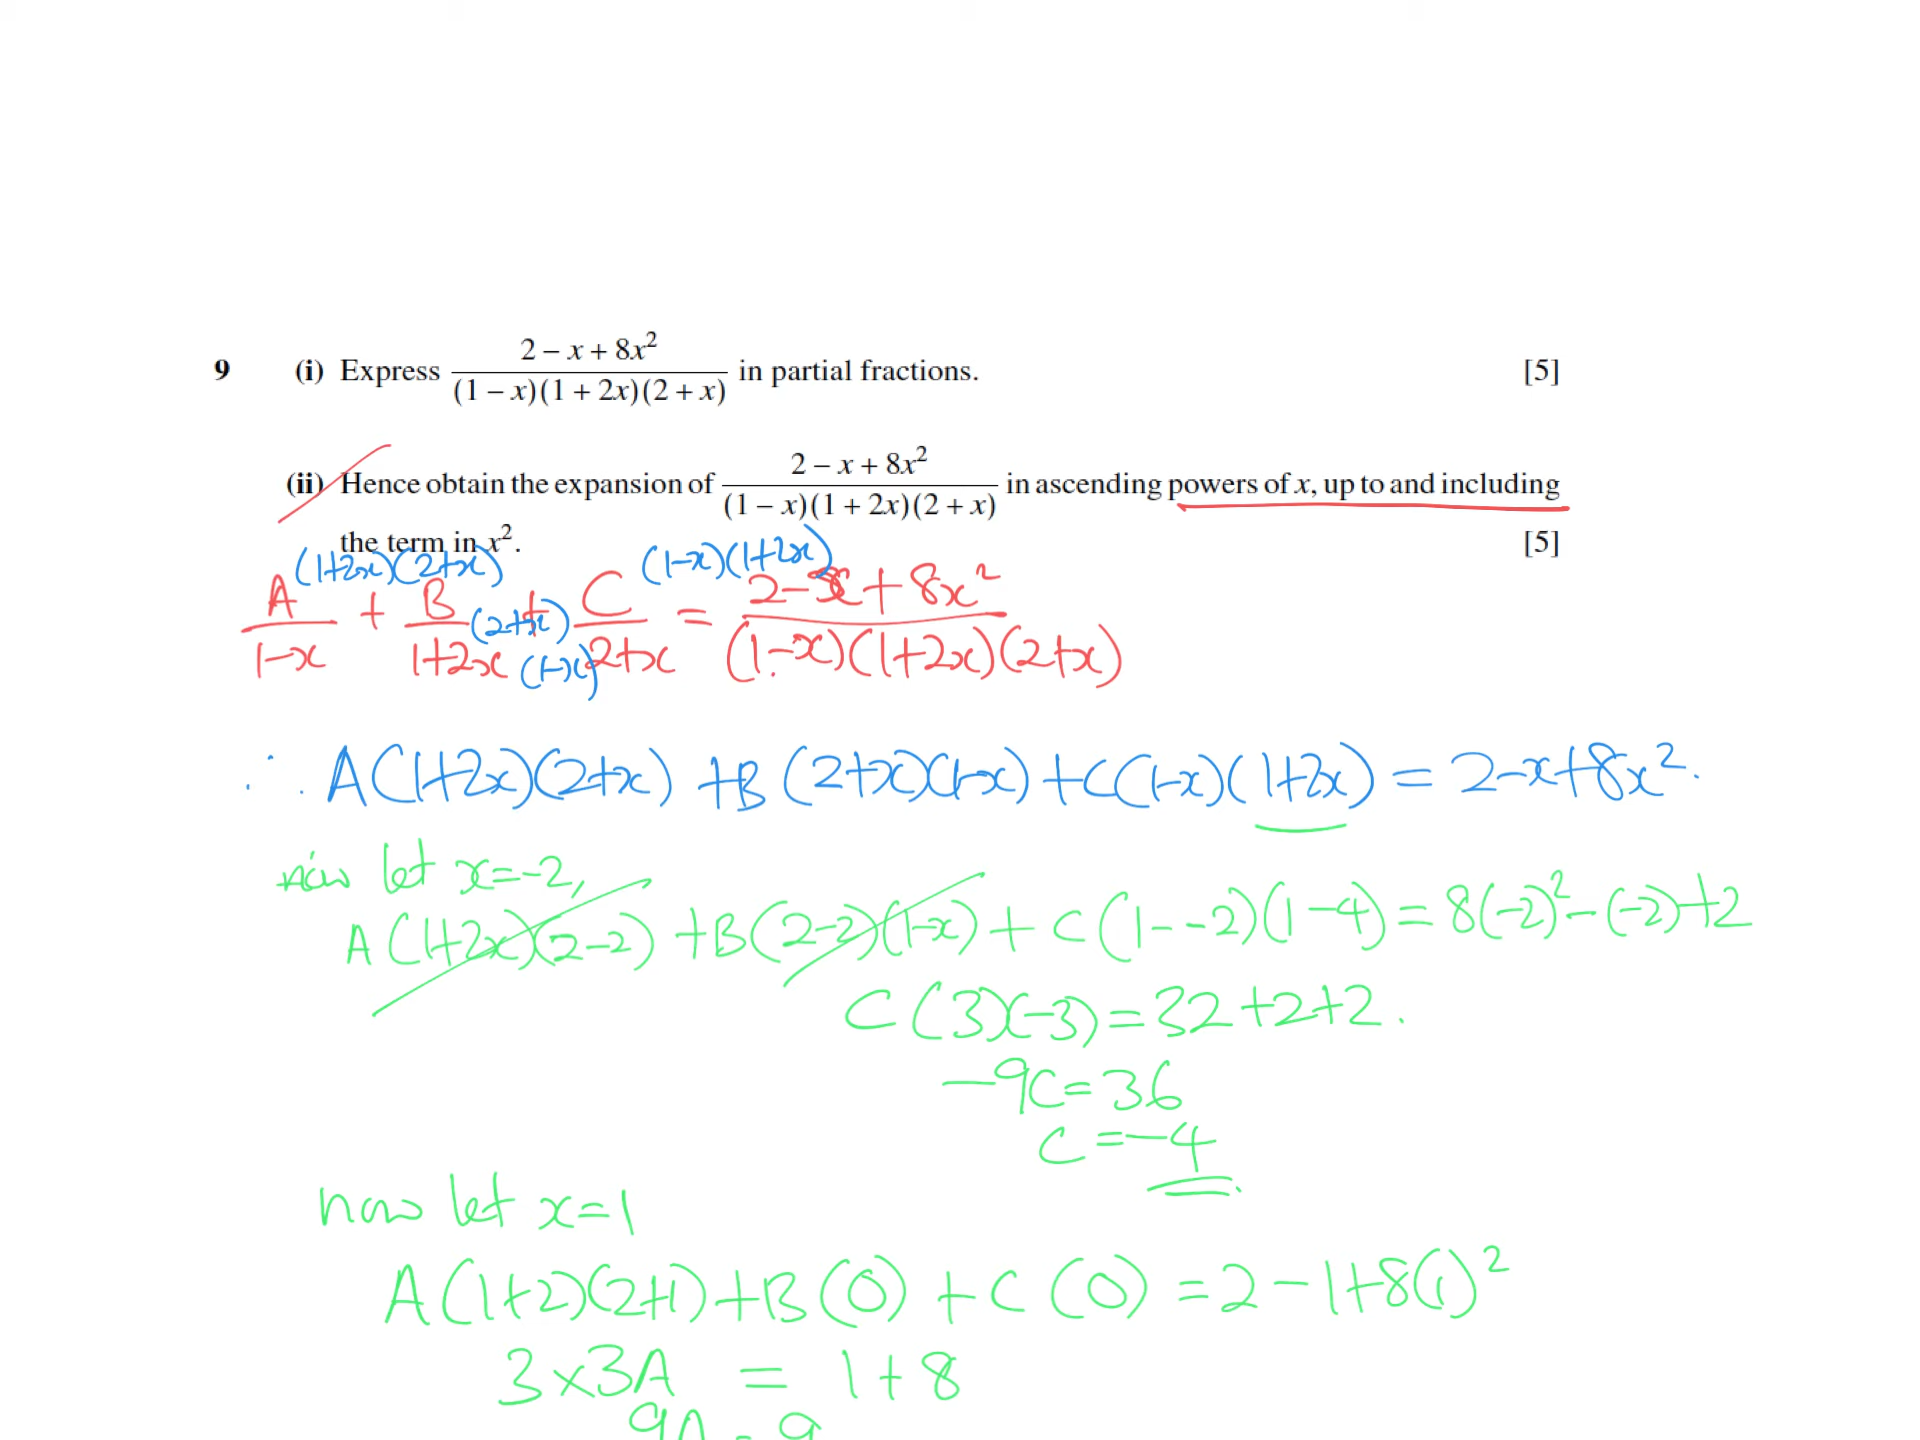 9 (i) Express (2 − x + 8x²)/((1 − x)(1 + 2x)(2 + x)) in partial fractions. [5]
(ii) Hence obtain the expansion of (2 − x + 8x²)/((1 − x)(1 + 2x)(2 + x)) in ascending powers of x, up to and including
the term in x². [5]
(1+2x)(2+x) (1-x)(1+2x)
A/(1-x) + B/(1+2x) + C/(2+x) = (2-x+8x²)/((1-x)(1+2x)(2+x))
(2+x)
(1-x)
∴ A(1+2x)(2+x) +B(2+x)(1-x)+C(1-x)(1+2x) = 2-x+8x².
now let x=-2,
A(1+2x)(2-2) +B(2-2)(1-x) + C(1--2)(1-4) = 8(-2)²-(-2)+2
C(3)(-3) = 32+2+2.
-9C = 36
C = -4
now let x=1
A(1+2)(2+1) +B(0) + C(0) = 2-1+8(1)²
3×3A = 1+8
9A = 9